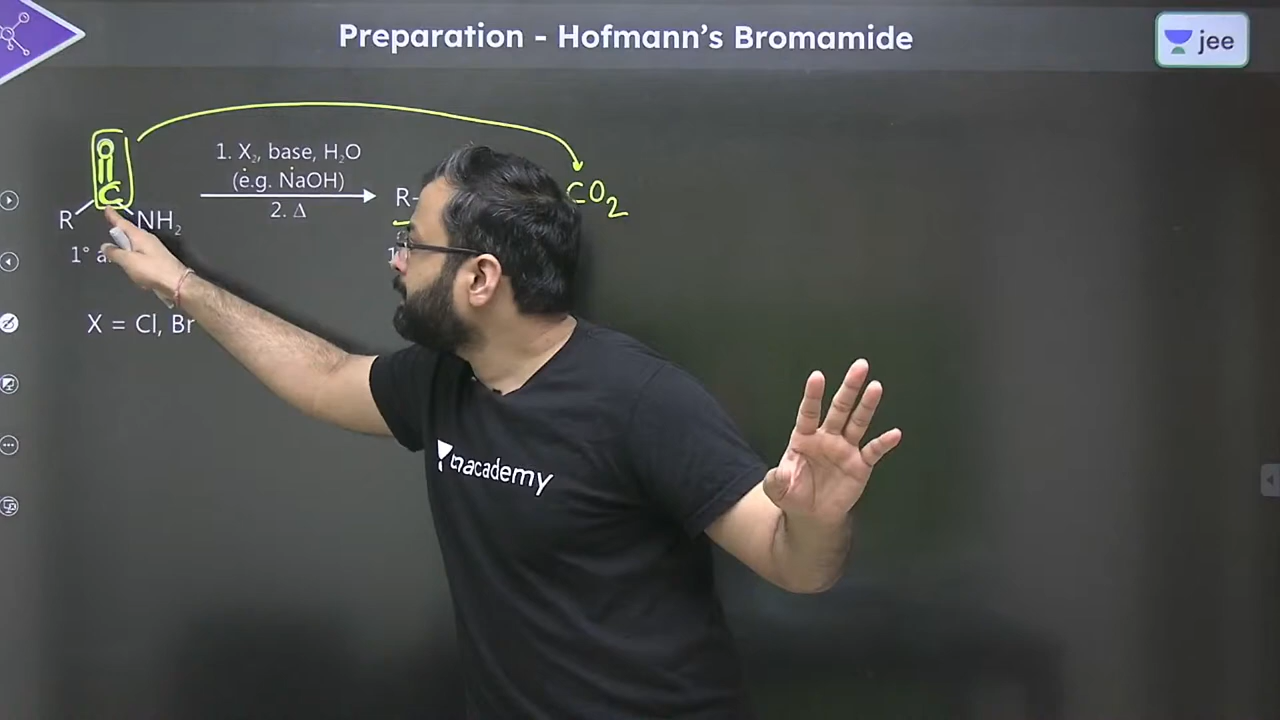 Preparation - Hofmann's Bromamide
jee
O
C
R NH₂
1. X₂, base, H₂O
(e.g. NaOH)
2. Δ
R-
CO₂
1°
X = Cl, Br
unacademy